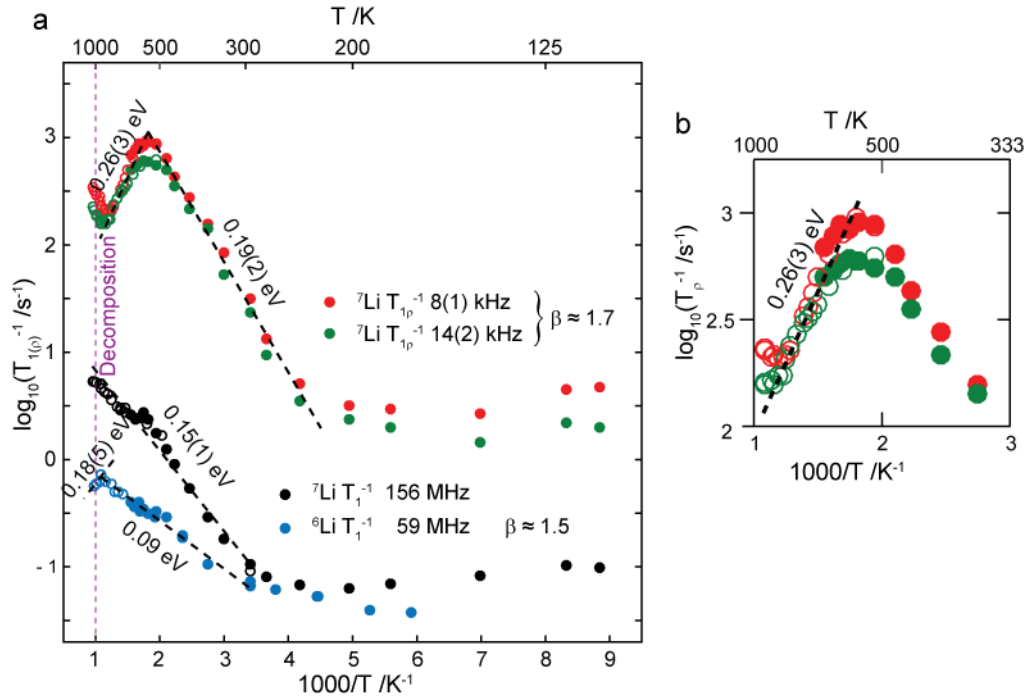 a
T /K
1000 500 300 200 125
3
2
1
0
- 1
log10(T1(ρ)-1 /s-1)
0.26(3) eV
0.19(2) eV
Decomposition
7Li T1ρ-1 8(1) kHz
7Li T1ρ-1 14(2) kHz
β ≈ 1.7
0.15(1) eV
0.18(5) eV
0.09 eV
7Li T1-1 156 MHz
6Li T1-1 59 MHz β ≈ 1.5
1 2 3 4 5 6 7 8 9
1000/T /K-1
b
T /K
1000 500 333
3
2.5
2
log10(Tρ-1 /s-1)
0.26(3) eV
1 2 3
1000/T /K-1